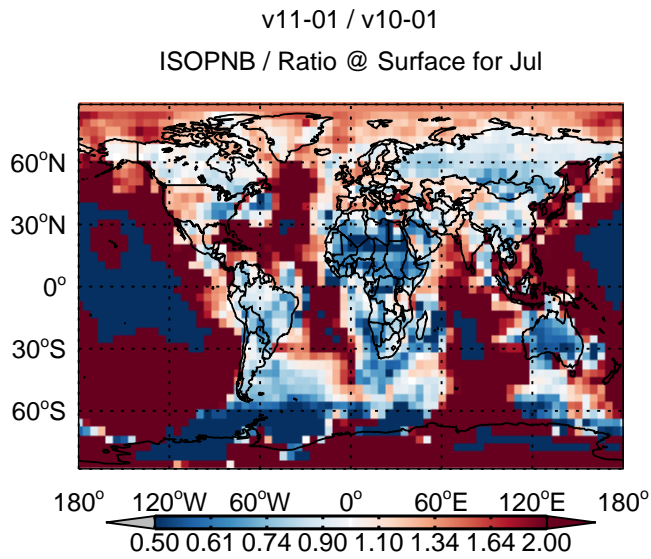 v11-01 / v10-01
ISOPNB / Ratio @ Surface for Jul
60°N
30°N
0°
30°S
60°S
180° 120°W 60°W 0° 60°E 120°E 180°
0.50 0.61 0.74 0.90 1.10 1.34 1.64 2.00